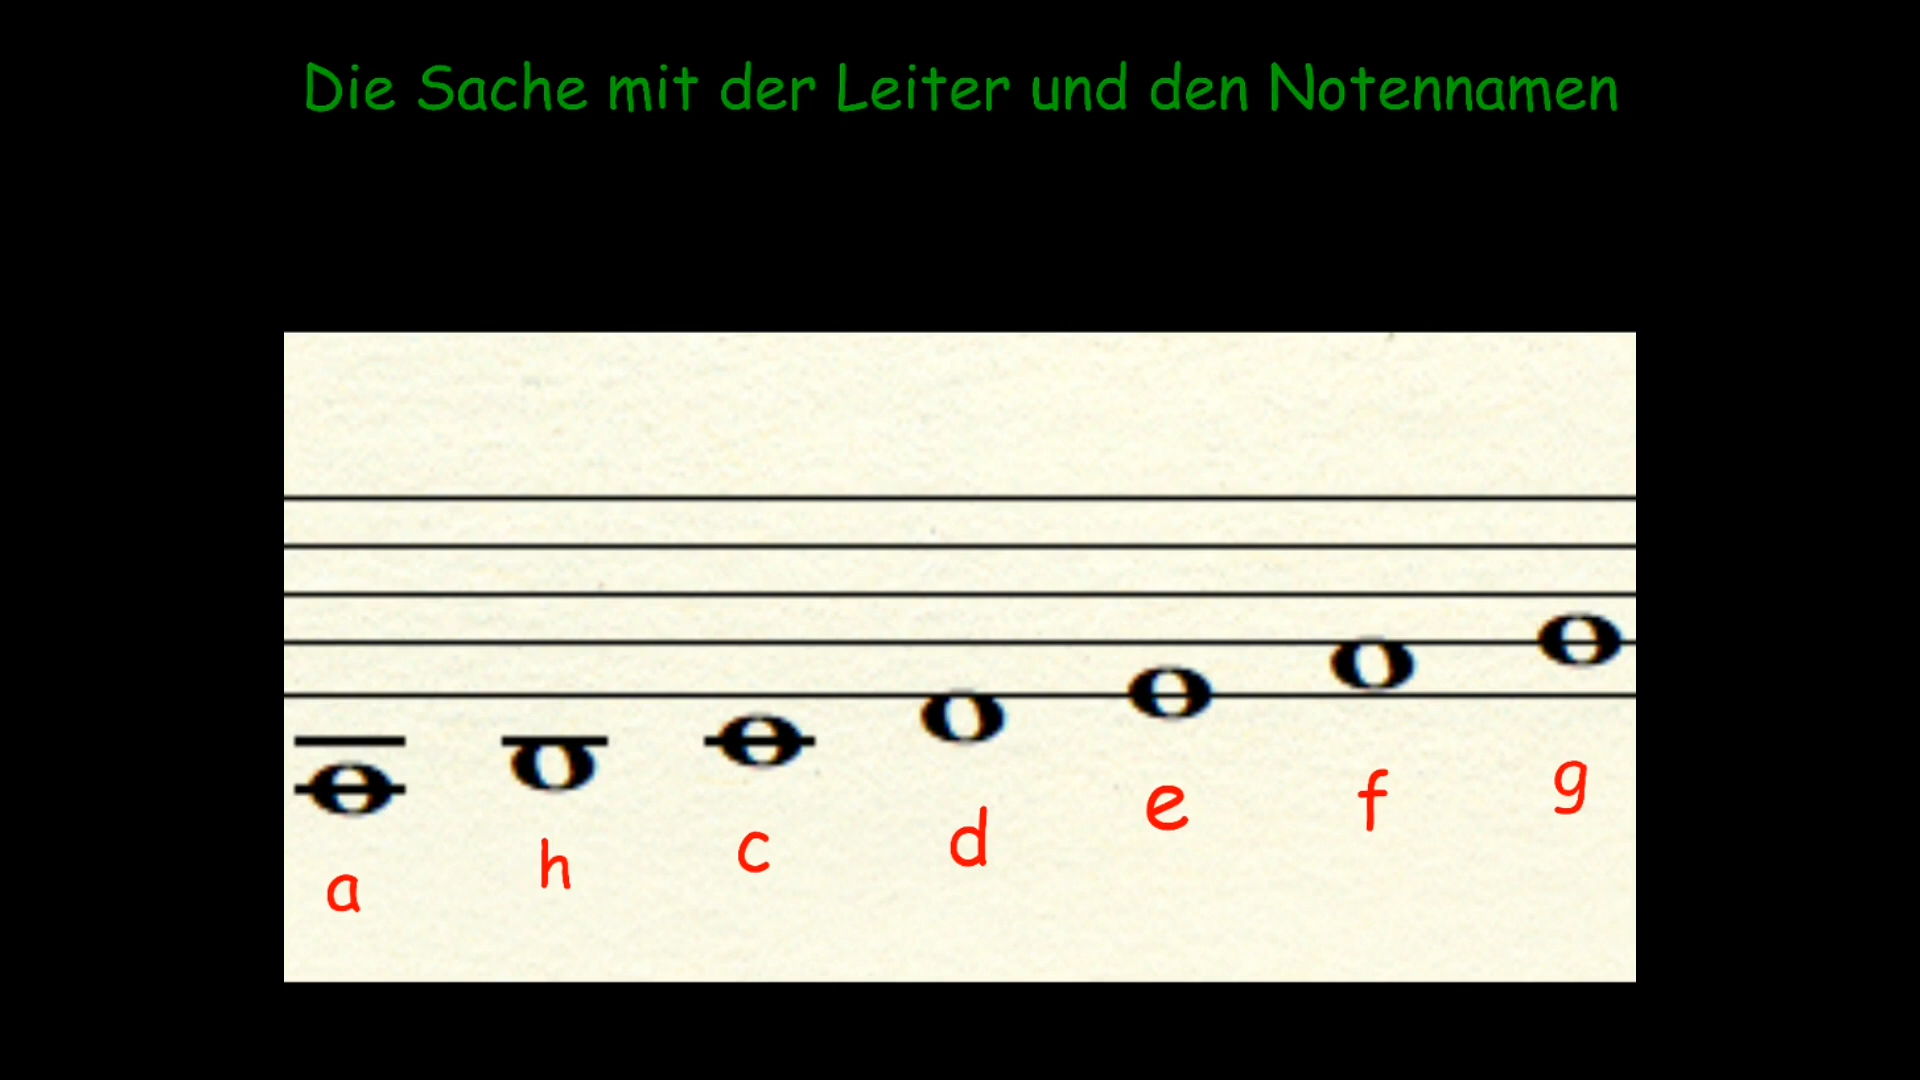 Die Sache mit der Leiter und den Notennamen
a h c d e f g